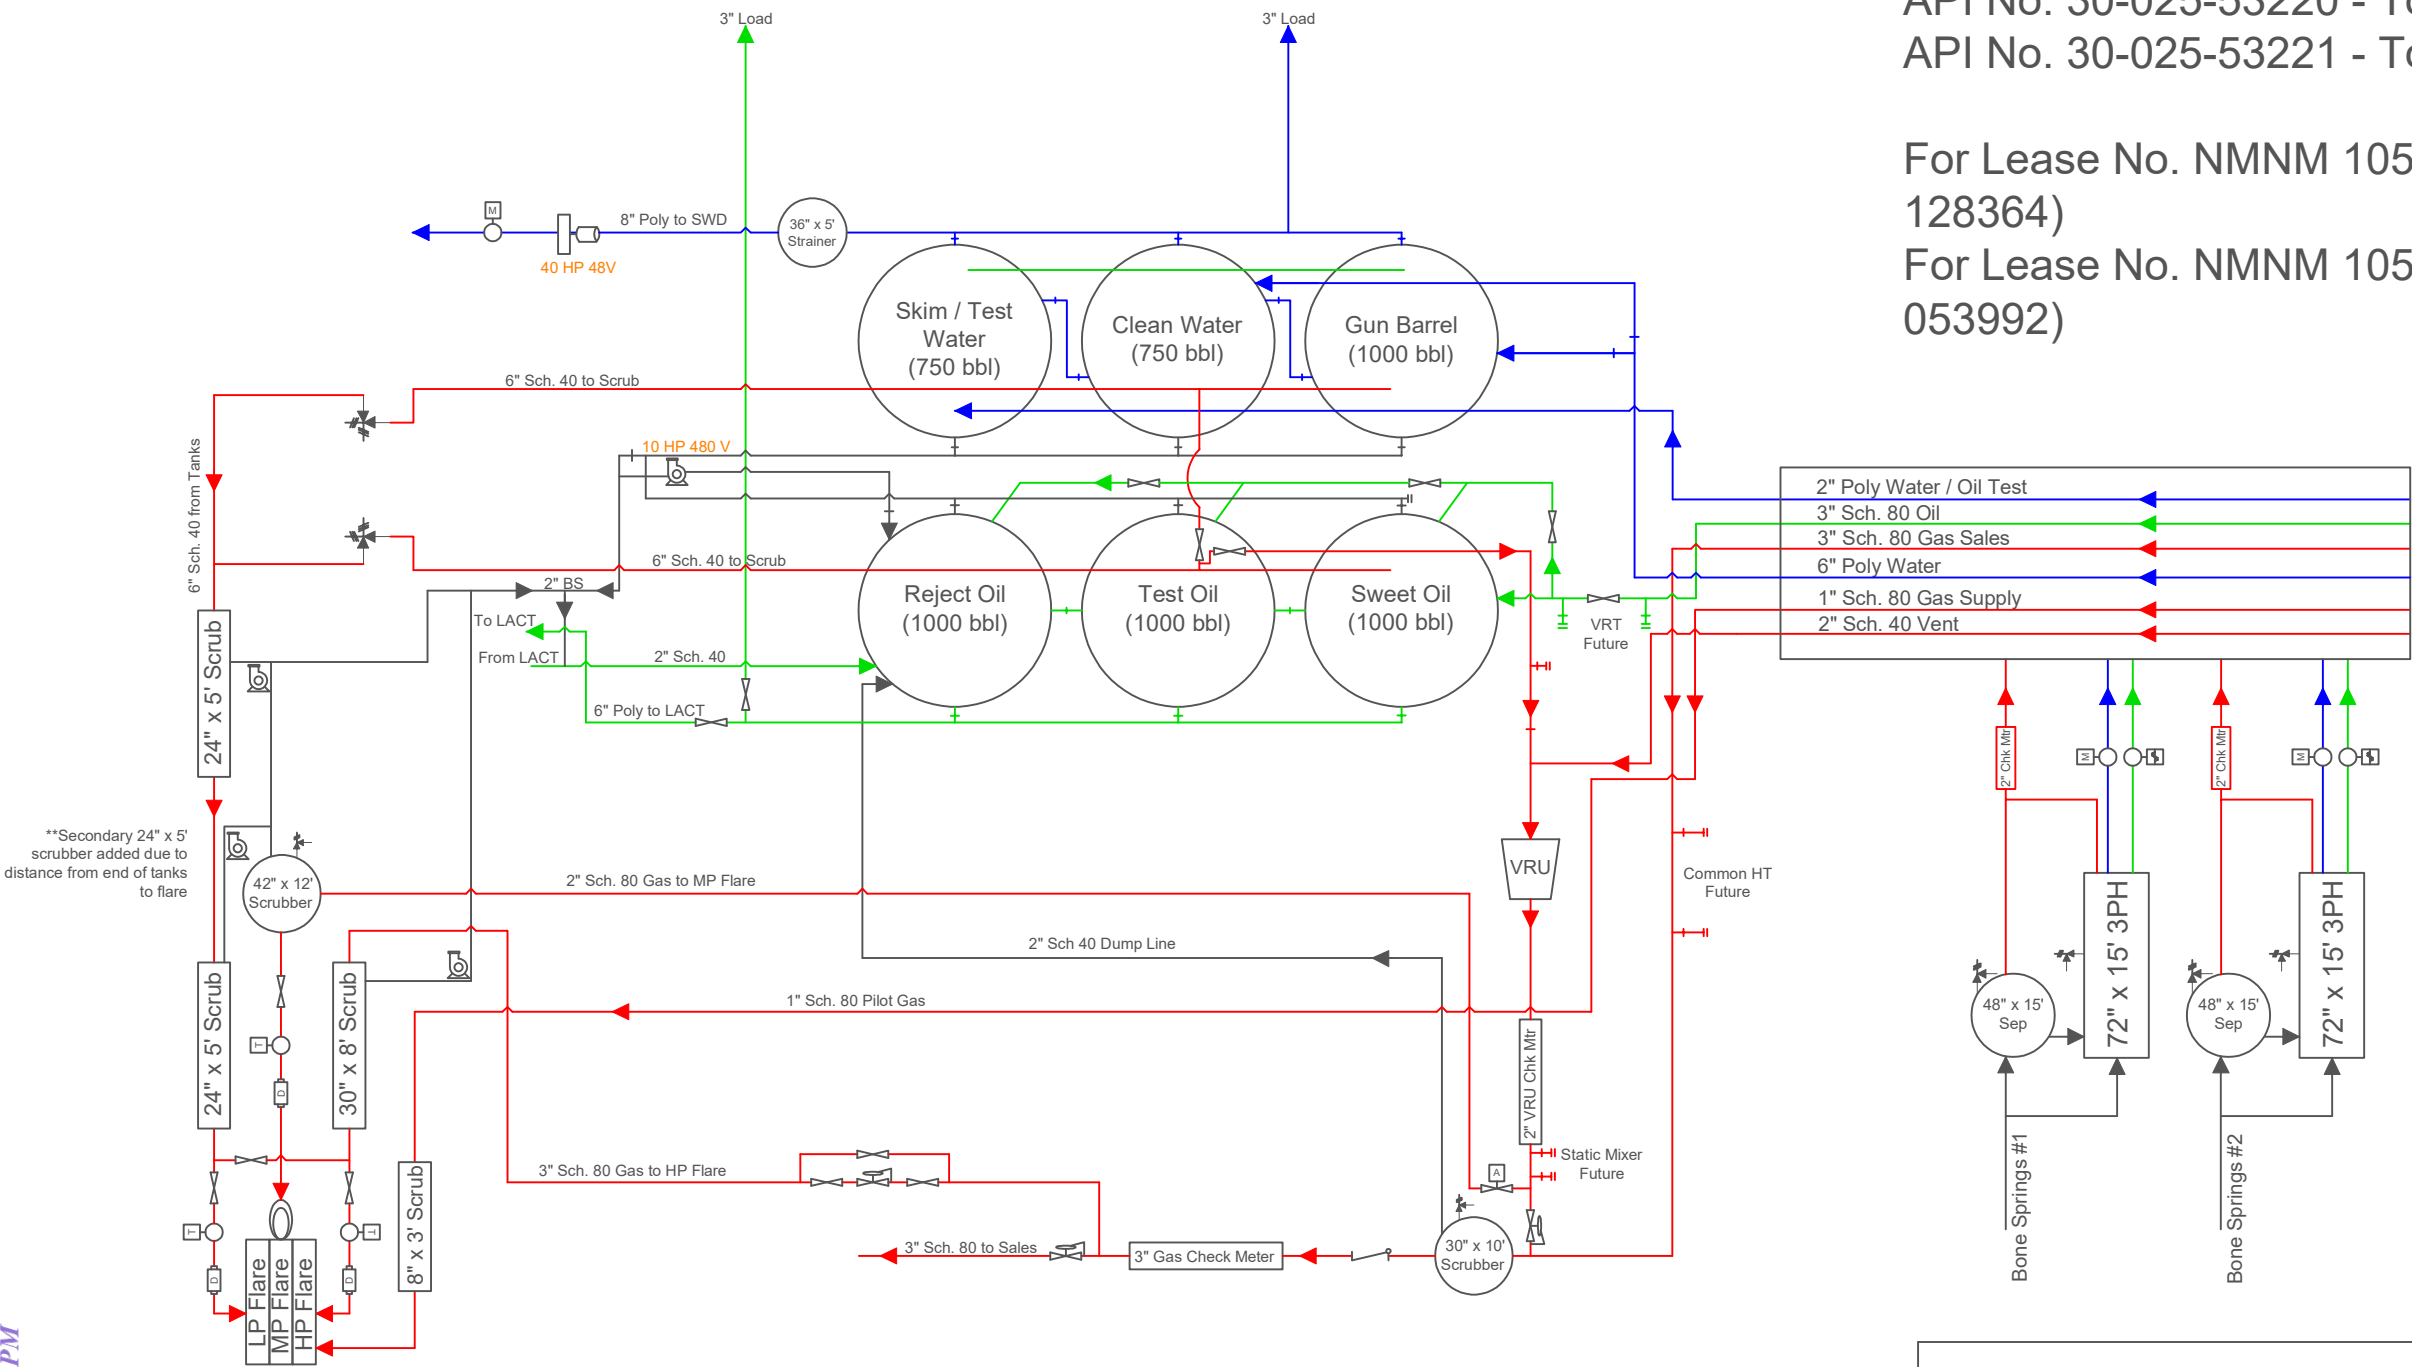 API No. 30-025-53220 - To
API No. 30-025-53221 - To
For Lease No. NMNM 105
128364)
For Lease No. NMNM 105
053992)
3" Load
3" Load
M
8" Poly to SWD
40 HP 48V
36" x 5'
Strainer
Skim / Test
Water
(750 bbl)
Clean Water
(750 bbl)
Gun Barrel
(1000 bbl)
6" Sch. 40 to Scrub
6" Sch. 40 from Tanks
10 HP 480 V
6" Sch. 40 to Scrub
2" BS
To LACT
From LACT
2" Sch. 40
6" Poly to LACT
Reject Oil
(1000 bbl)
Test Oil
(1000 bbl)
Sweet Oil
(1000 bbl)
VRT
Future
2" Poly Water / Oil Test
3" Sch. 80 Oil
3" Sch. 80 Gas Sales
6" Poly Water
1" Sch. 80 Gas Supply
2" Sch. 40 Vent
24" x 5' Scrub
**Secondary 24" x 5'
scrubber added due to
distance from end of tanks
to flare
42" x 12'
Scrubber
2" Sch. 80 Gas to MP Flare
VRU
Common HT
Future
2" Sch 40 Dump Line
1" Sch. 80 Pilot Gas
24" x 5' Scrub
30" x 8' Scrub
T
D
2" VRU Chk Mtr
Static Mixer
Future
A
3" Sch. 80 Gas to HP Flare
8" x 3' Scrub
T
T
D
D
LP Flare
MP Flare
HP Flare
3" Sch. 80 to Sales
3" Gas Check Meter
30" x 10'
Scrubber
2" Chk Mtr
M
2" Chk Mtr
M
48" x 15'
Sep
72" x 15' 3PH
48" x 15'
Sep
72" x 15' 3PH
Bone Springs #1
Bone Springs #2
PM